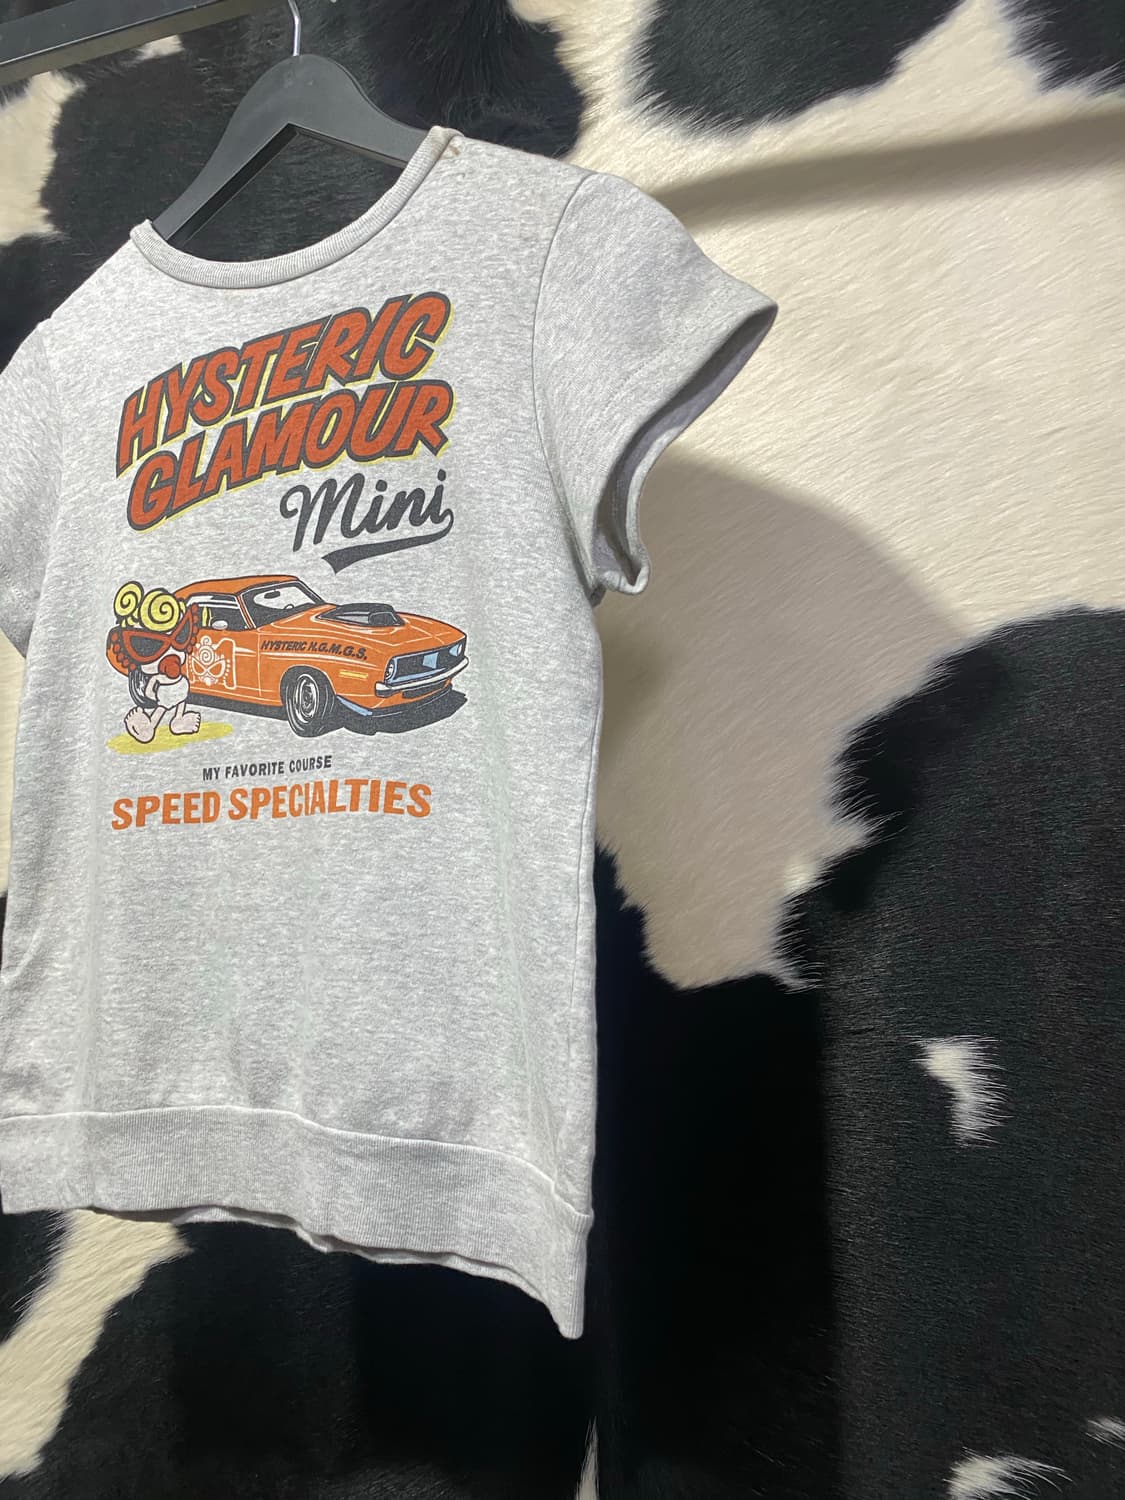 HYSTERIC
GLAMOUR
Mini
HYSTERIC H.G.M.G.S.
MY FAVORITE COURSE
SPEED SPECIALTIES